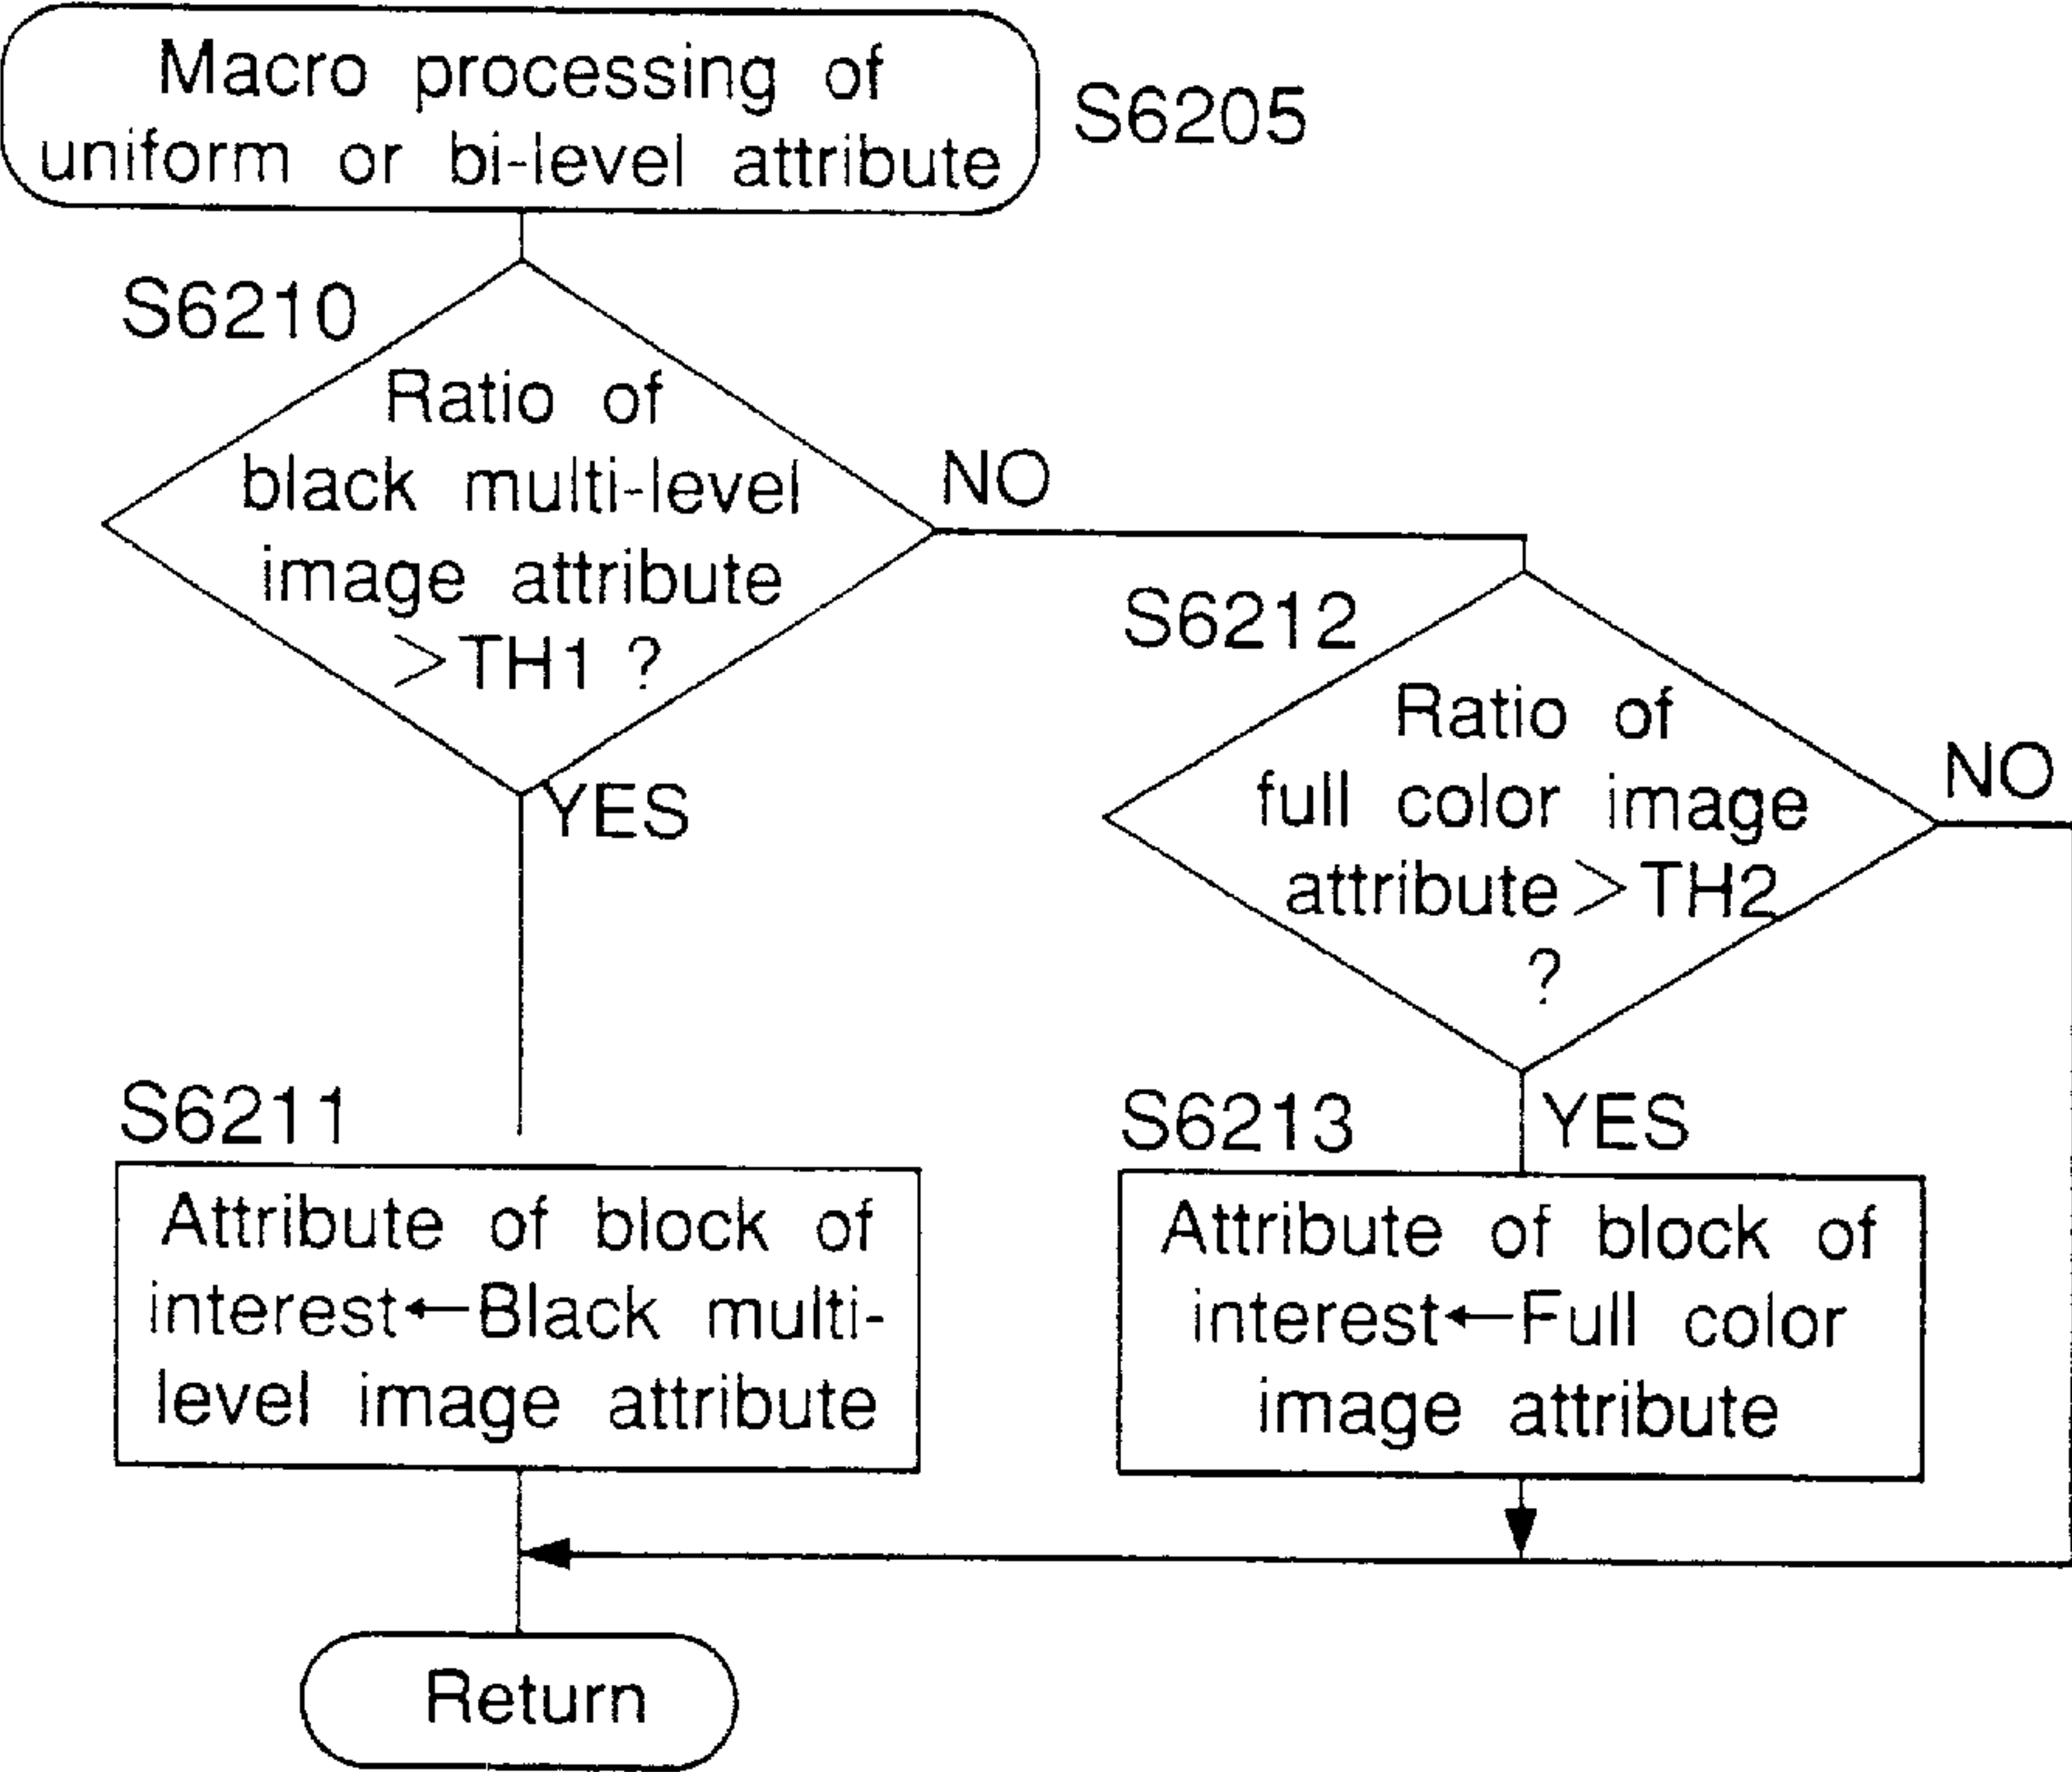 Macro processing of
uniform or bi-level attribute
S6205
S6210
Ratio of
black multi-level
image attribute
>TH1 ?
NO
YES
S6212
Ratio of
full color image
attribute>TH2
?
NO
YES
S6211
Attribute of block of
interest←Black multi-
level image attribute
S6213
Attribute of block of
interest←Full color
image attribute
Return